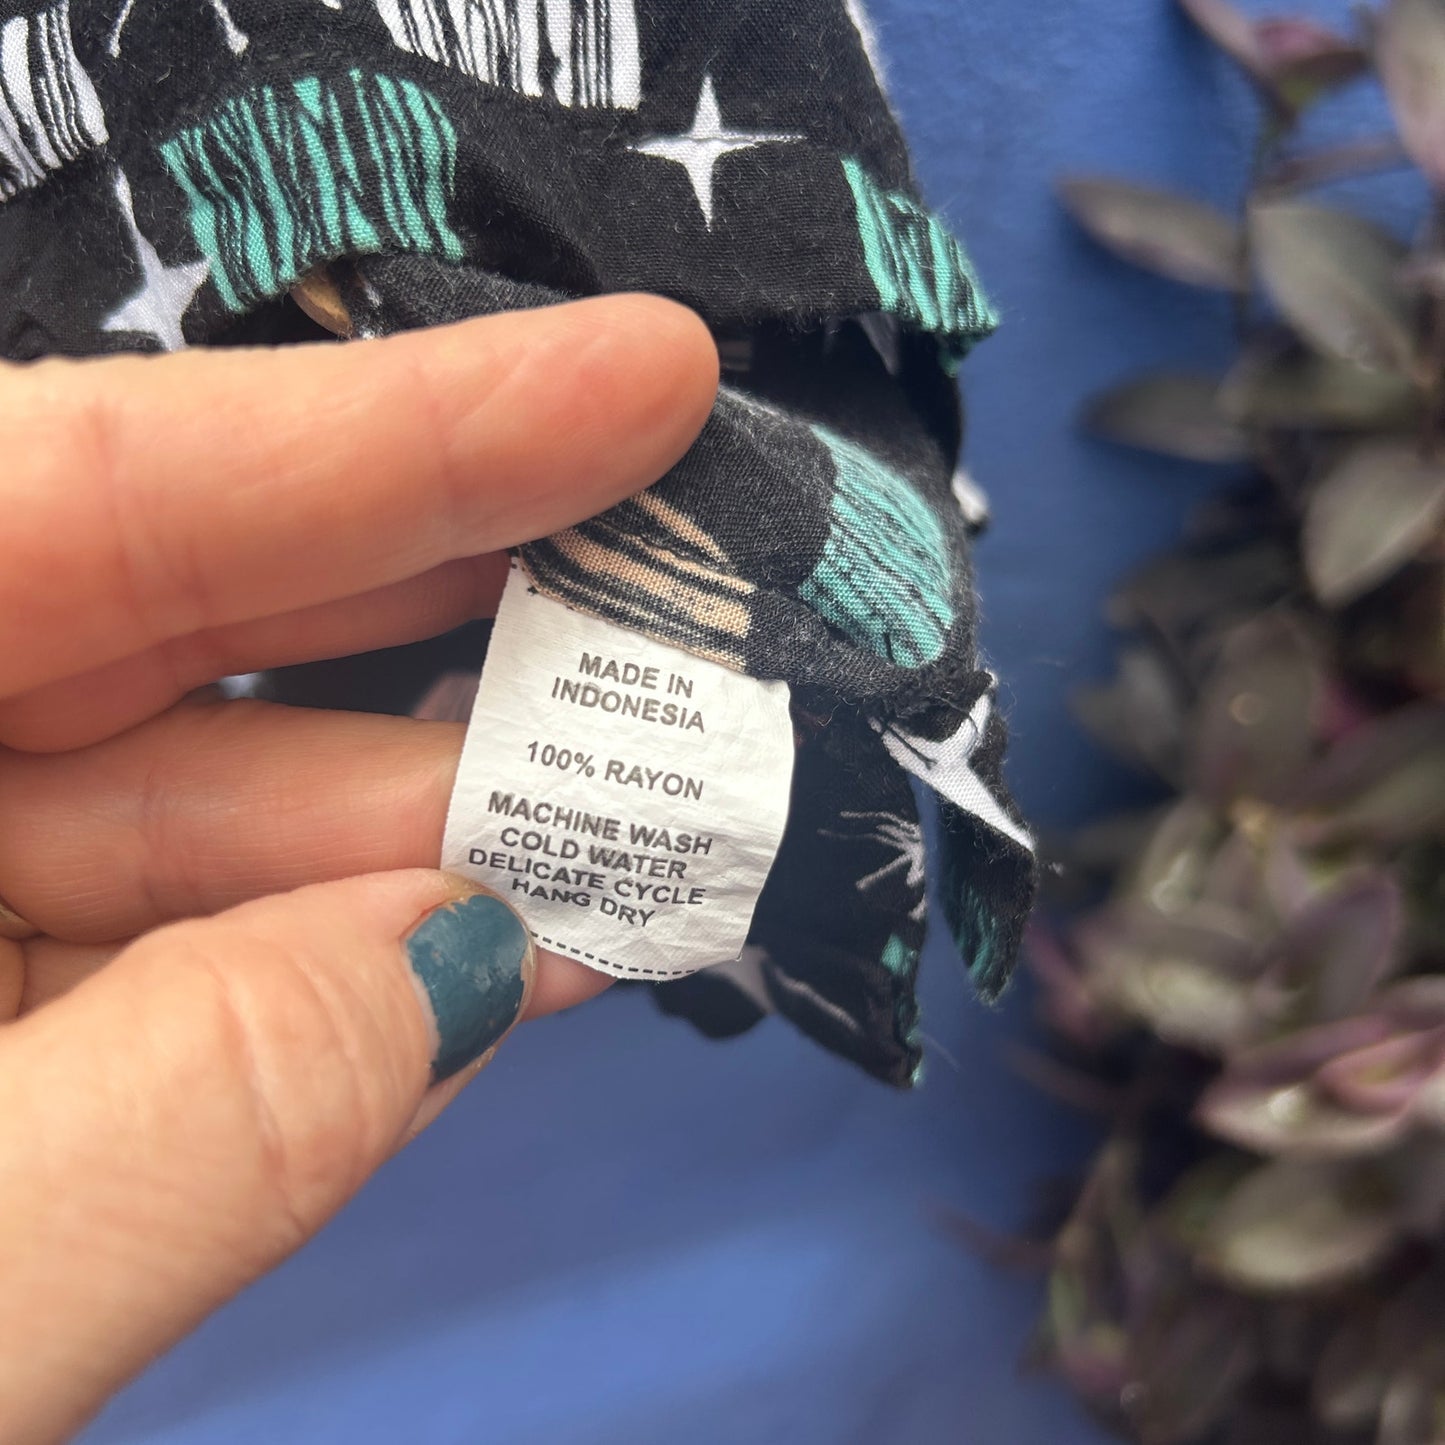 MADE IN
INDONESIA
100% RAYON
MACHINE WASH
COLD WATER
DELICATE CYCLE
HANG DRY